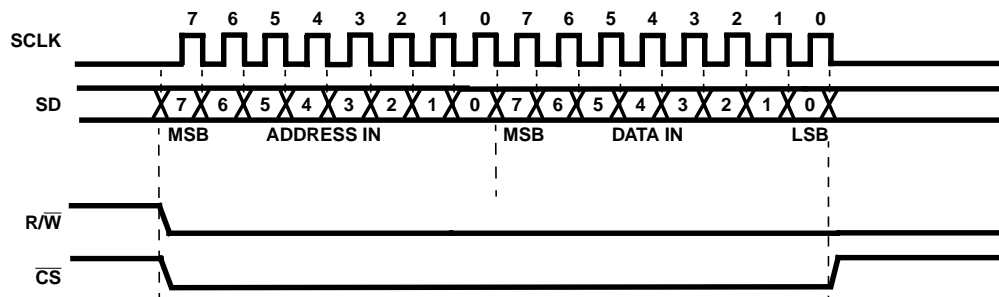 7 6 5 4 3 2 1 0 7 6 5 4 3 2 1 0
SCLK
SD 7 6 5 4 3 2 1 0 7 6 5 4 3 2 1 0
MSB ADDRESS IN MSB DATA IN LSB
R/W̅
C̅S̅